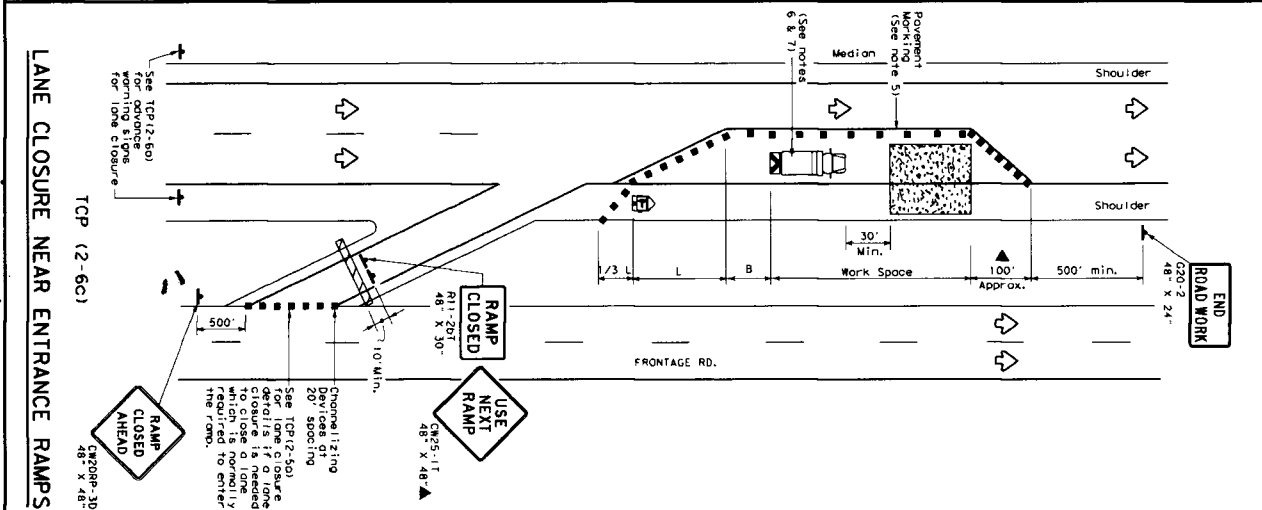 LANE CLOSURE NEAR ENTRANCE RAMPS
TCP (2-6c)
See TCP(2-6a)
for advance
warning signs
for lane closure
Pavement
Marking
(See note 5)
(See notes
6 & 7)
Median
Shoulder
Shoulder
1/3 L
L
B
Work Space
30'
Min.
100'
Approx.
500' min.
END
ROAD WORK
G20-2
48" X 24"
FRONTAGE RD.
10' Min.
RAMP
CLOSED
R11-2bT
48" X 30"
USE
NEXT
RAMP
CW25-1T
48" X 48"
Channelizing
Devices at
20' spacing
See TCP(2-5a)
for lane closure
details if a lane
closure is needed
to close a lane
which is normally
required to enter
the ramp.
500'
RAMP
CLOSED
AHEAD
CW20RP-3D
48" X 48"